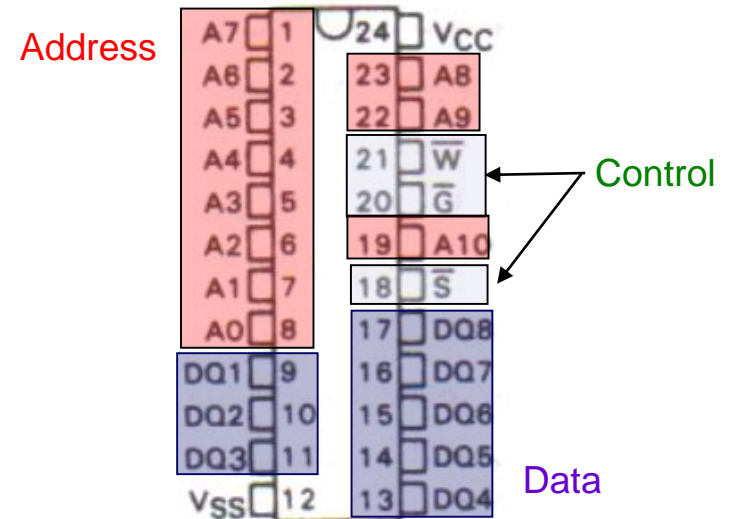 Address
A7 1 24 VCC
A6 2 23 A8
A5 3 22 A9
A4 4 21 W̅
A3 5 20 G̅
A2 6 19 A10
A1 7 18 S̅
A0 8 17 DQ8
DQ1 9 16 DQ7
DQ2 10 15 DQ6
DQ3 11 14 DQ5
VSS 12 13 DQ4
Control
Data